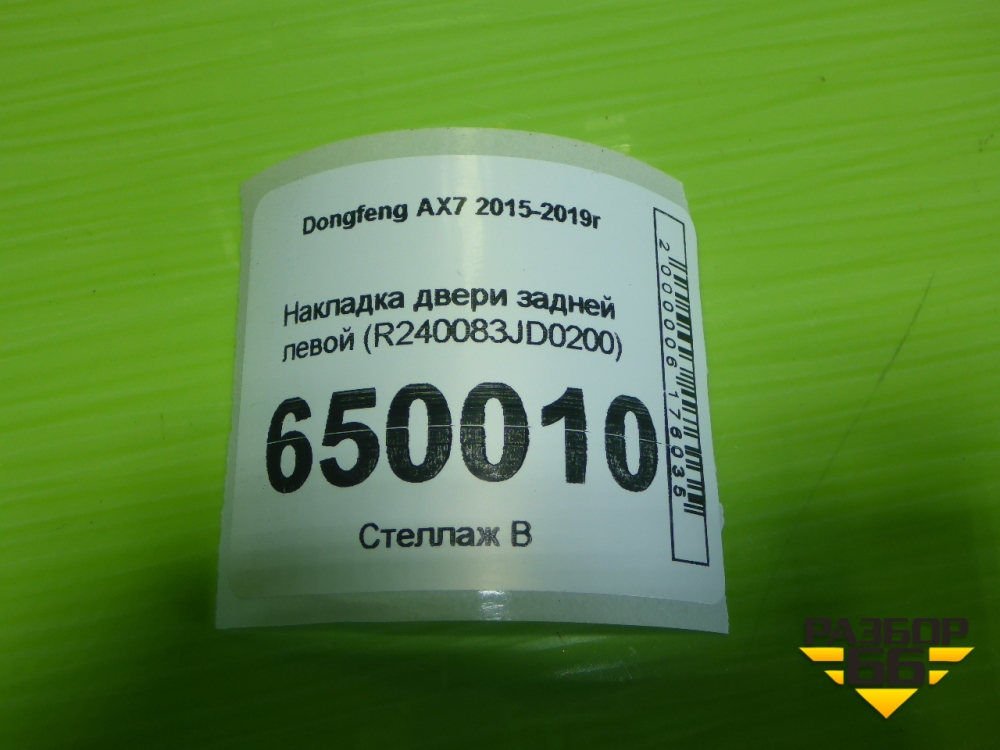 Dongfeng AX7 2015-2019г
Накладка двери задней
левой (R240083JD0200)
650010
Стеллаж В
2000006176035
РАЗБОР
66